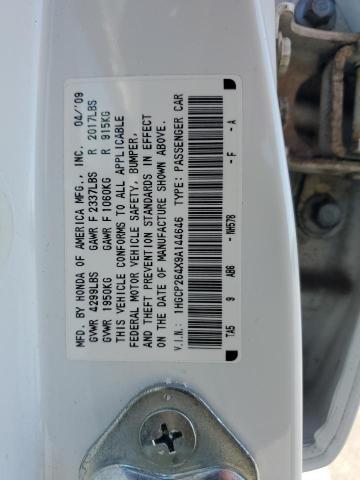 MFD. BY HONDA OF AMERICA MFG., INC. 04/'09
GVWR 4299LBS GAWR F 2337LBS R 2017LBS
GVWR 1950KG GAWR F 1060KG R 915KG
THIS VEHICLE CONFORMS TO ALL APPLICABLE
FEDERAL MOTOR VEHICLE SAFETY, BUMPER,
AND THEFT PREVENTION STANDARDS IN EFFECT
ON THE DATE OF MANUFACTURE SHOWN ABOVE.
V.I.N.: 1HGCP264X9A144646 TYPE: PASSENGER CAR
TA5 9 AB6 - NH578 - F - A